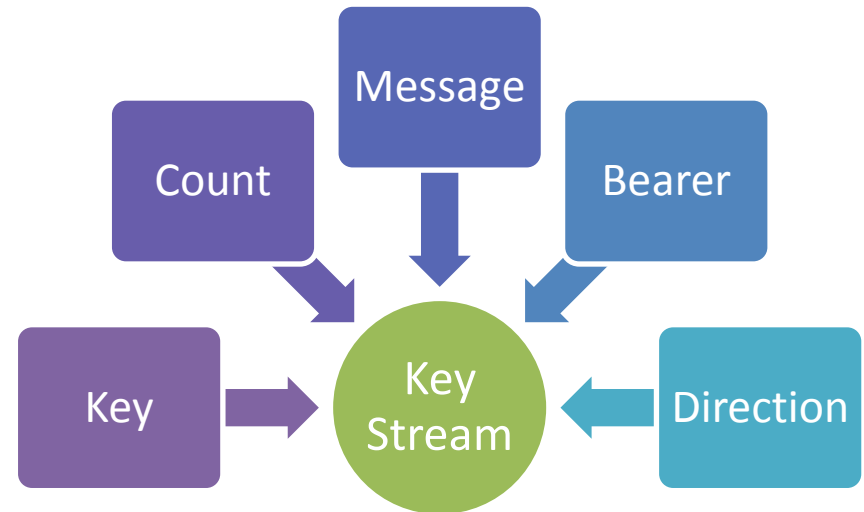 Message
Count
Bearer
Key
Key
Stream
Direction